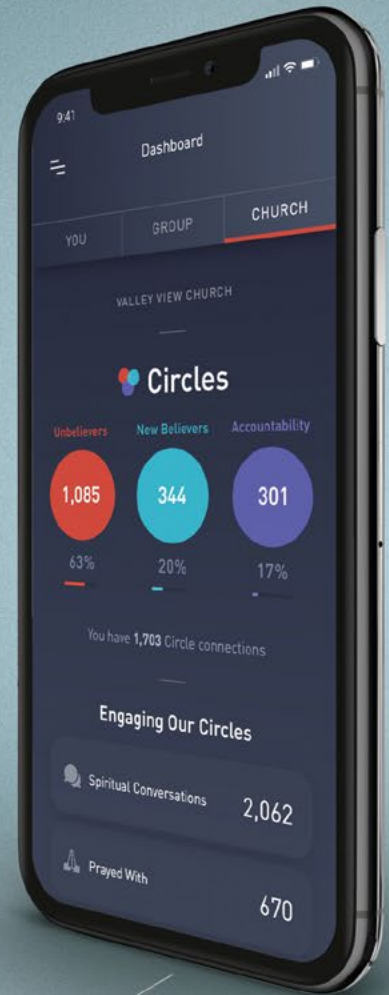 9:41
Dashboard
YOU GROUP CHURCH
VALLEY VIEW CHURCH
Circles
Unbelievers New Believers Accountability
1,085 344 301
63% 20% 17%
You have 1,703 Circle connections
Engaging Our Circles
Spiritual Conversations 2,062
Prayed With 670